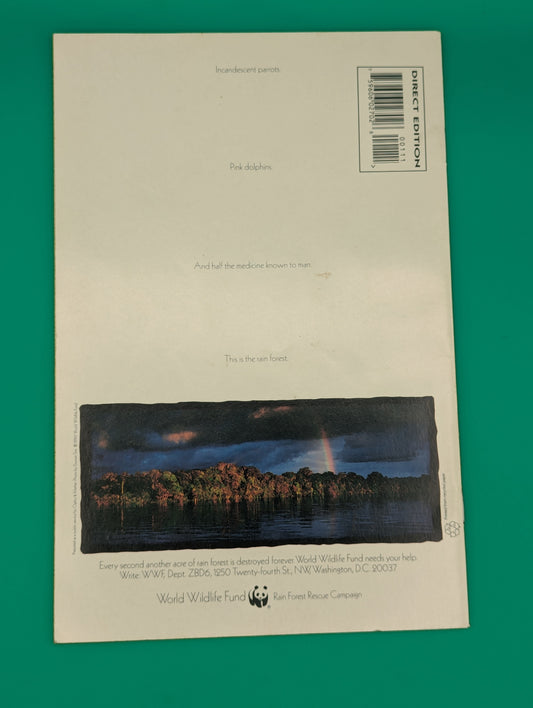 Incandescent parrots.
DIRECT EDITION
00111
Pink dolphins.
And half the medicine known to man.
This is the rain forest.
Every second another acre of rain forest is destroyed forever. World Wildlife Fund needs your help.
Write: WWF, Dept. ZBD6, 1250 Twenty-fourth St., NW, Washington, D.C. 20037
World Wildlife Fund
Rain Forest Rescue Campaign